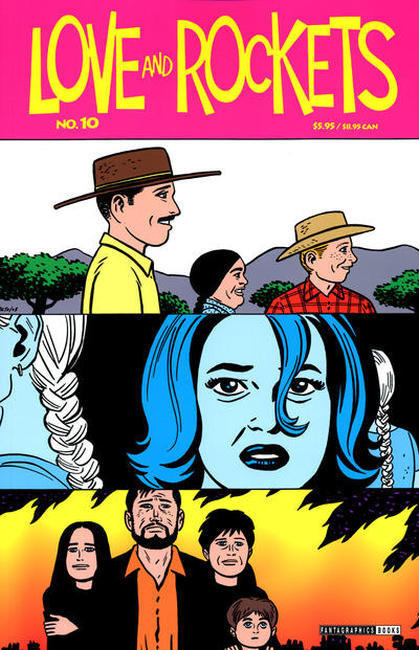 LOVE AND ROCKETS
NO. 10
$5.95 / $11.95 CAN
FANTAGRAPHICS BOOKS